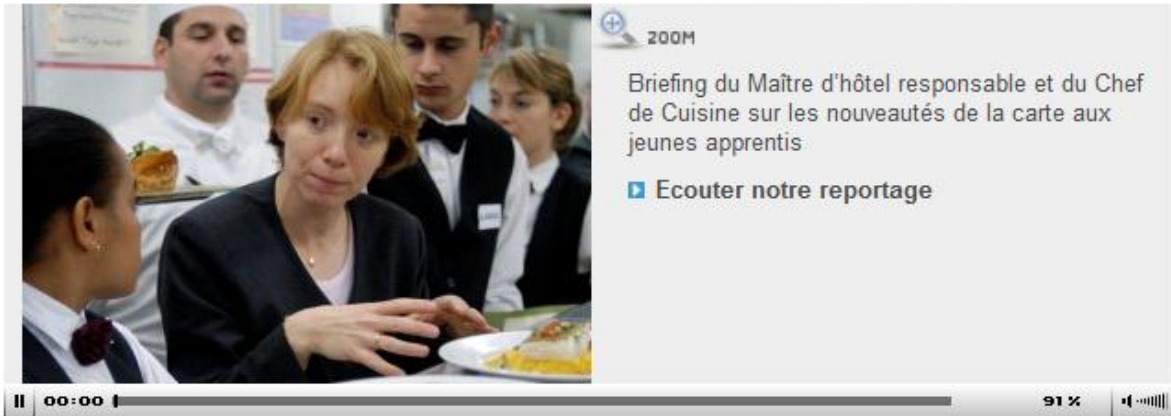 ZOOM
Briefing du Maître d'hôtel responsable et du Chef
de Cuisine sur les nouveautés de la carte aux
jeunes apprentis
Ecouter notre reportage
00:00
91 %